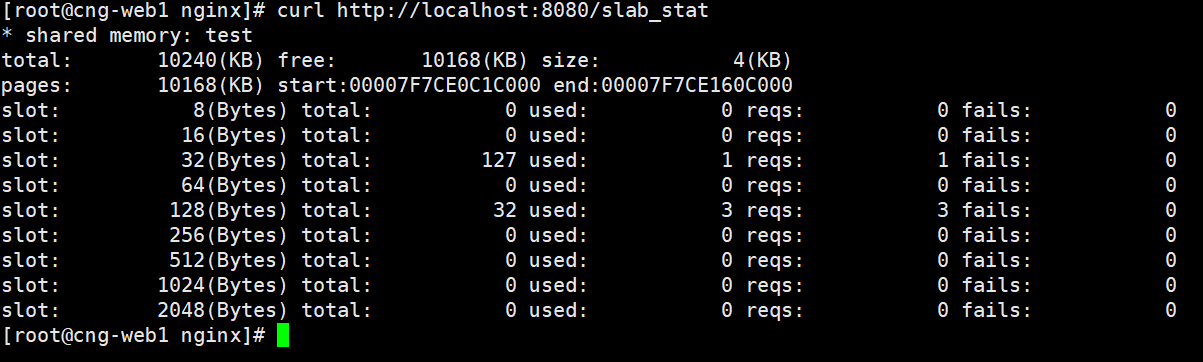 [root@cng-web1 nginx]# curl http://localhost:8080/slab_stat
* shared memory: test
total:       10240(KB) free:       10168(KB) size:           4(KB)
pages:       10168(KB) start:00007F7CE0C1C000 end:00007F7CE160C000
slot:           8(Bytes) total:           0 used:           0 reqs:           0 fails:           0
slot:          16(Bytes) total:           0 used:           0 reqs:           0 fails:           0
slot:          32(Bytes) total:         127 used:           1 reqs:           1 fails:           0
slot:          64(Bytes) total:           0 used:           0 reqs:           0 fails:           0
slot:         128(Bytes) total:          32 used:           3 reqs:           3 fails:           0
slot:         256(Bytes) total:           0 used:           0 reqs:           0 fails:           0
slot:         512(Bytes) total:           0 used:           0 reqs:           0 fails:           0
slot:        1024(Bytes) total:           0 used:           0 reqs:           0 fails:           0
slot:        2048(Bytes) total:           0 used:           0 reqs:           0 fails:           0
[root@cng-web1 nginx]#